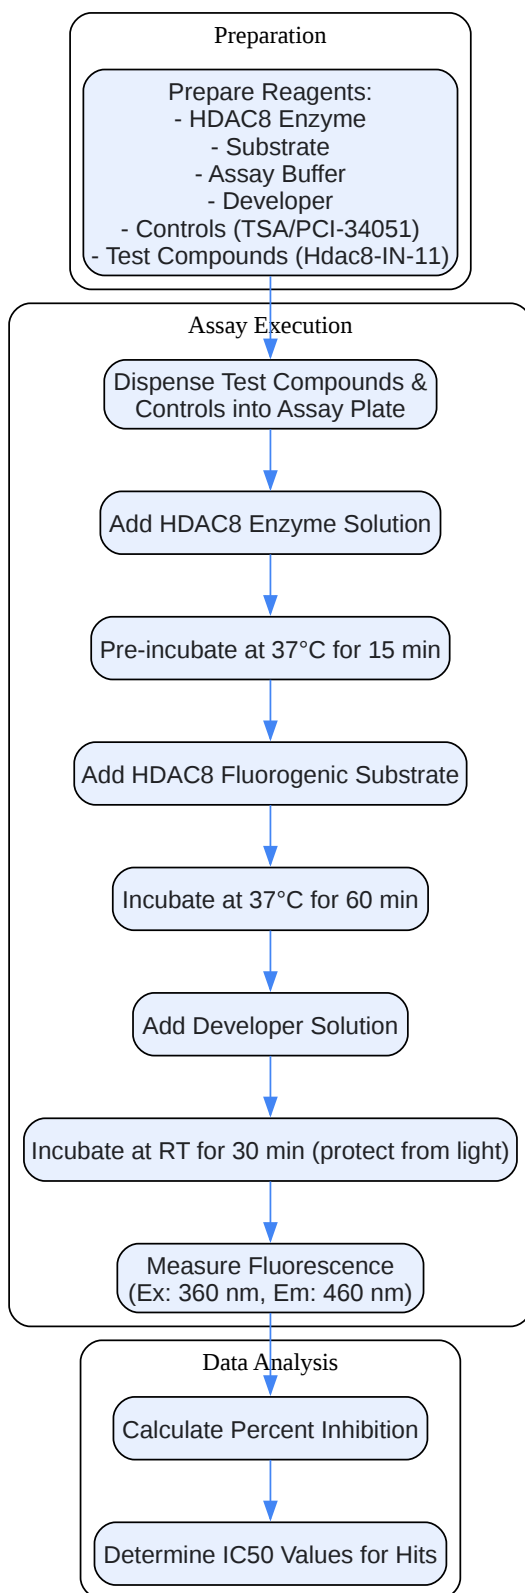 Preparation
Prepare Reagents:
- HDAC8 Enzyme
- Substrate
- Assay Buffer
- Developer
- Controls (TSA/PCI-34051)
- Test Compounds (Hdac8-IN-11)
Assay Execution
Dispense Test Compounds &
Controls into Assay Plate
Add HDAC8 Enzyme Solution
Pre-incubate at 37°C for 15 min
Add HDAC8 Fluorogenic Substrate
Incubate at 37°C for 60 min
Add Developer Solution
Incubate at RT for 30 min (protect from light)
Measure Fluorescence
(Ex: 360 nm, Em: 460 nm)
Data Analysis
Calculate Percent Inhibition
Determine IC50 Values for Hits